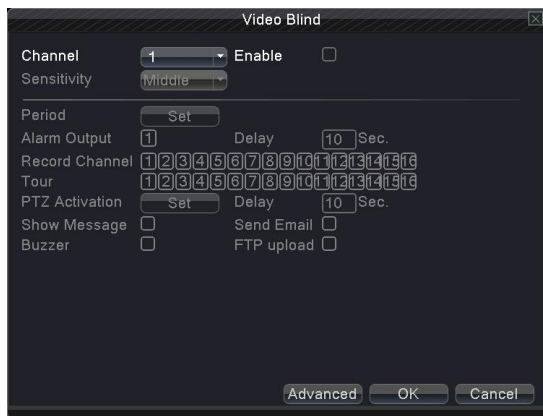 Video Blind
Channel 1 Enable
Sensitivity Middle
Period Set
Alarm Output 1 Delay 10 Sec.
Record Channel 1 2 3 4 5 6 7 8 9 10 11 12 13 14 15 16
Tour 1 2 3 4 5 6 7 8 9 10 11 12 13 14 15 16
PTZ Activation Set Delay 10 Sec.
Show Message Send Email
Buzzer FTP upload
Advanced OK Cancel